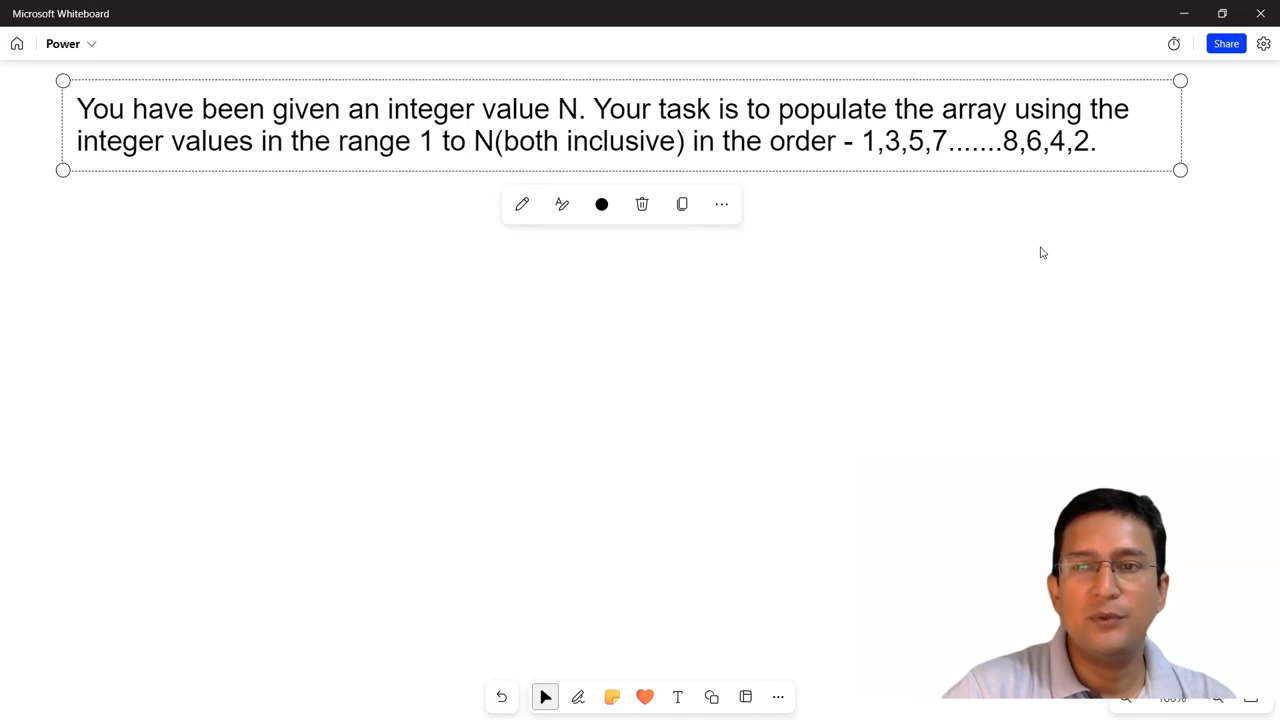 Microsoft Whiteboard
Power
Share
You have been given an integer value N. Your task is to populate the array using the
integer values in the range 1 to N(both inclusive) in the order - 1,3,5,7.......8,6,4,2.